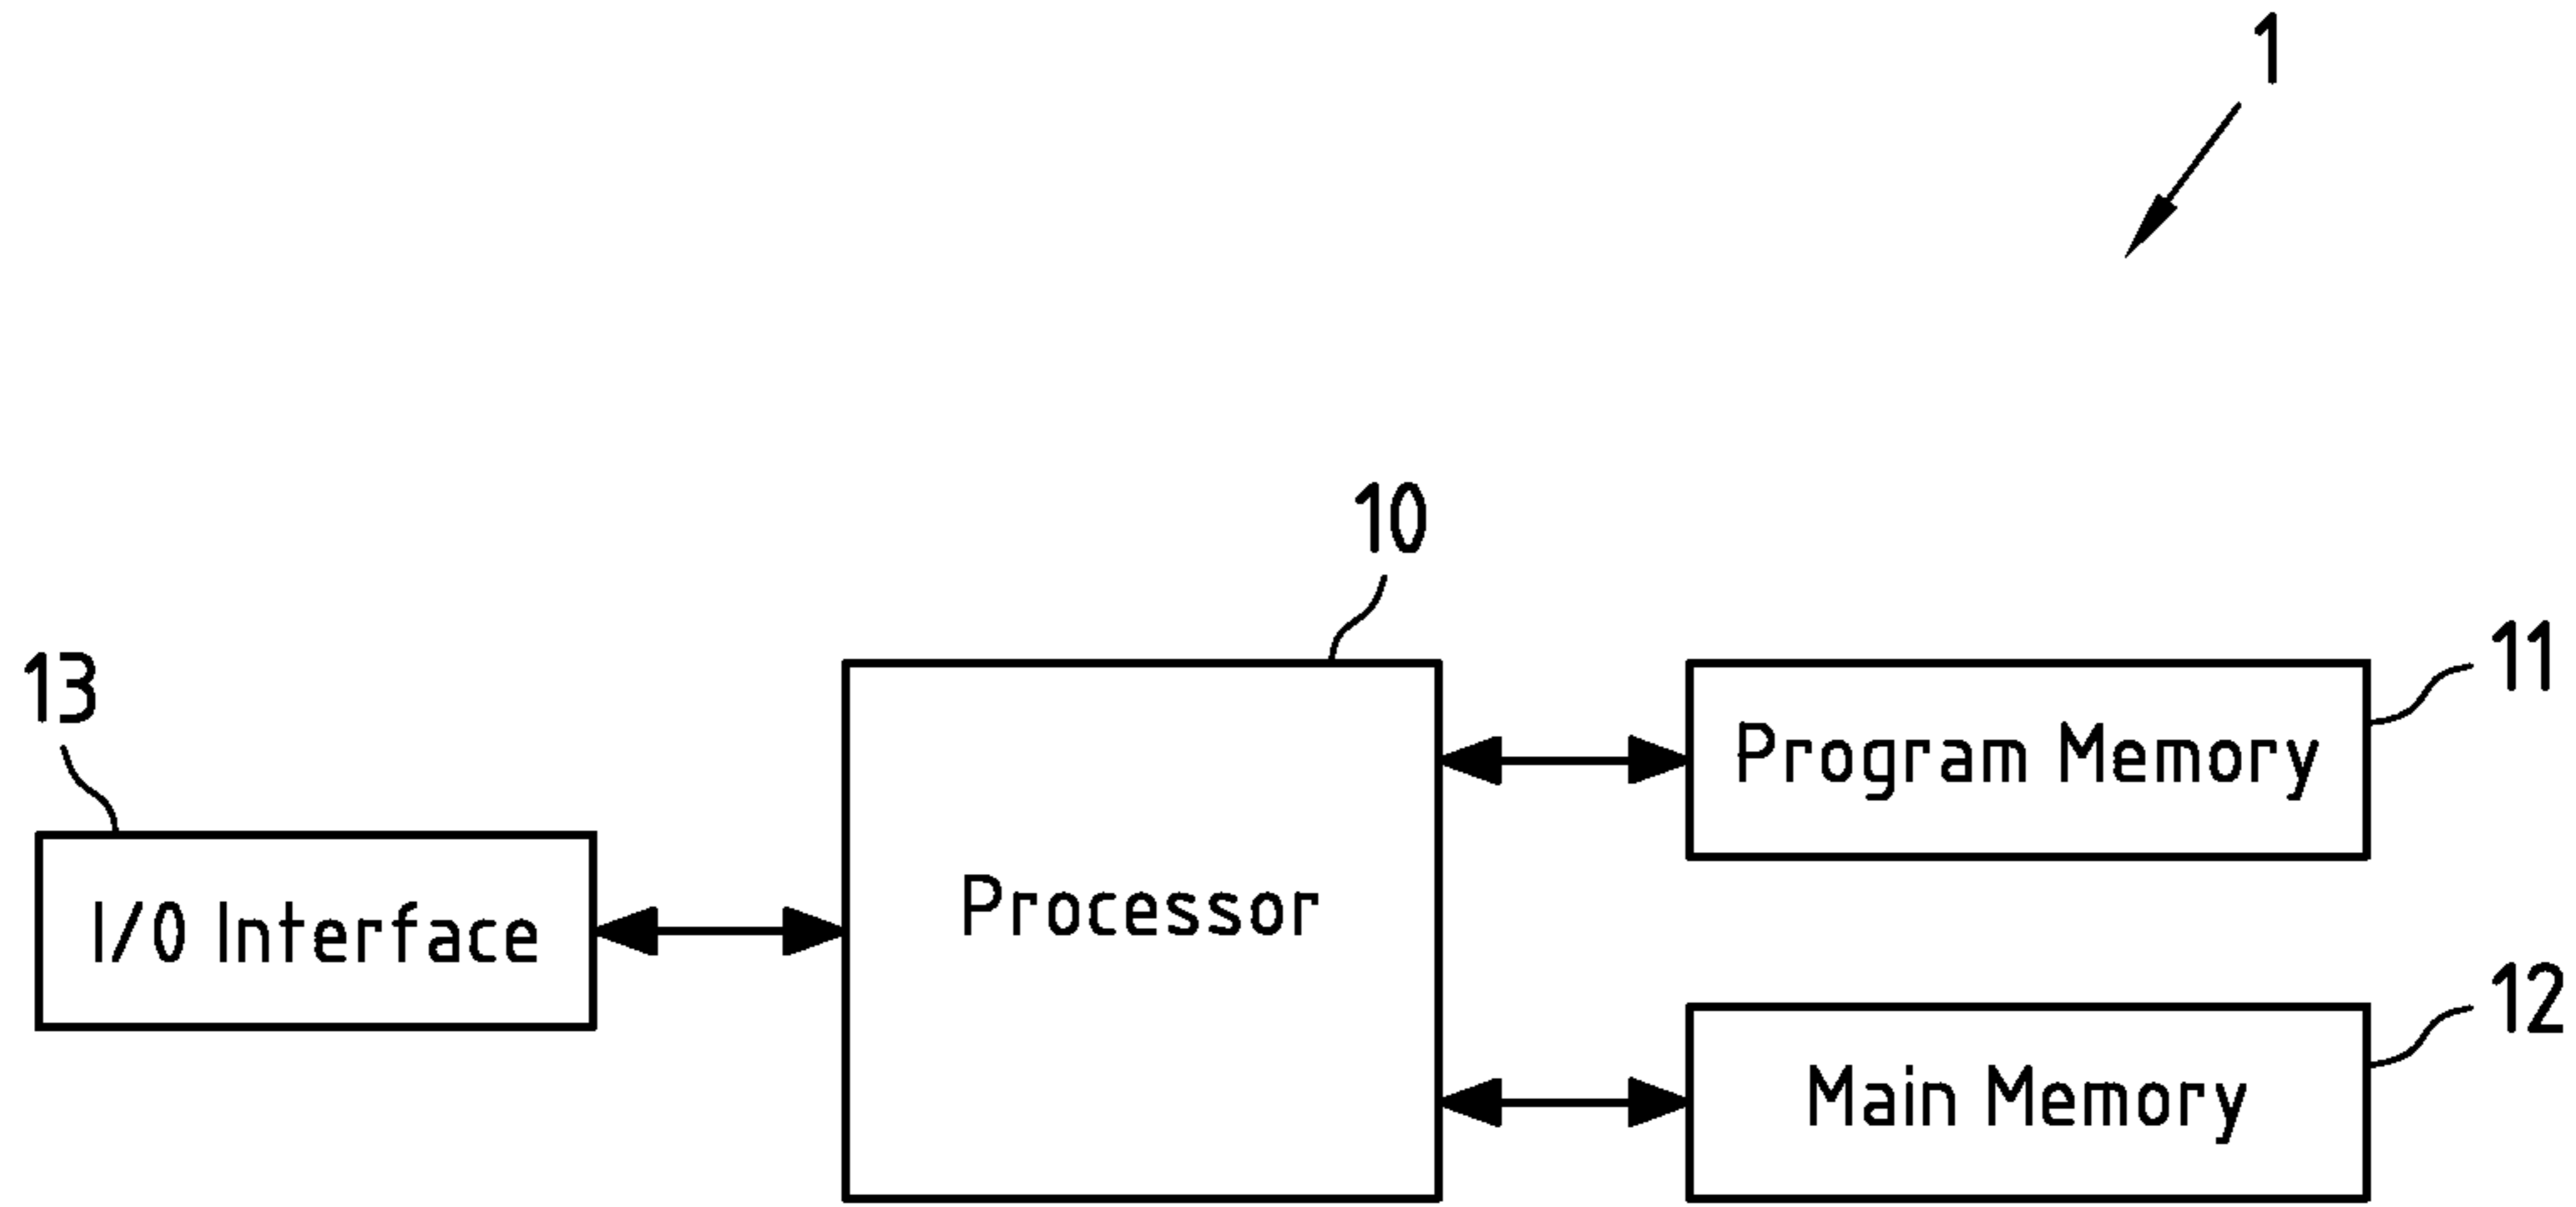 1
10
11
13
Program Memory
Processor
I/O Interface
12
Main Memory